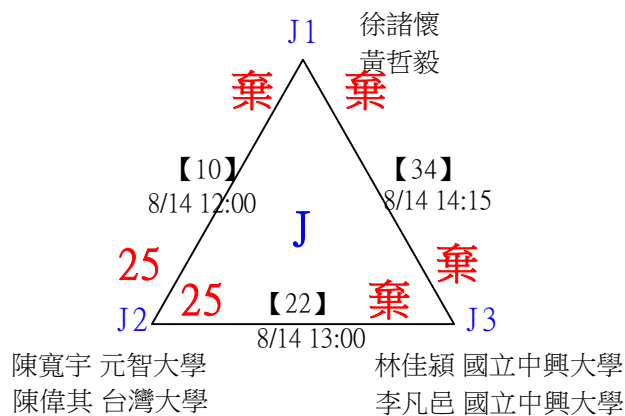 J1
徐諸懷
黃哲毅
棄
棄
【10】
8/14 12:00
【34】
8/14 14:15
J
25
棄
25
【22】
棄
J2
8/14 13:00
J3
陳寬宇 元智大學
陳偉其 台灣大學
林佳穎 國立中興大學
李凡邑 國立中興大學